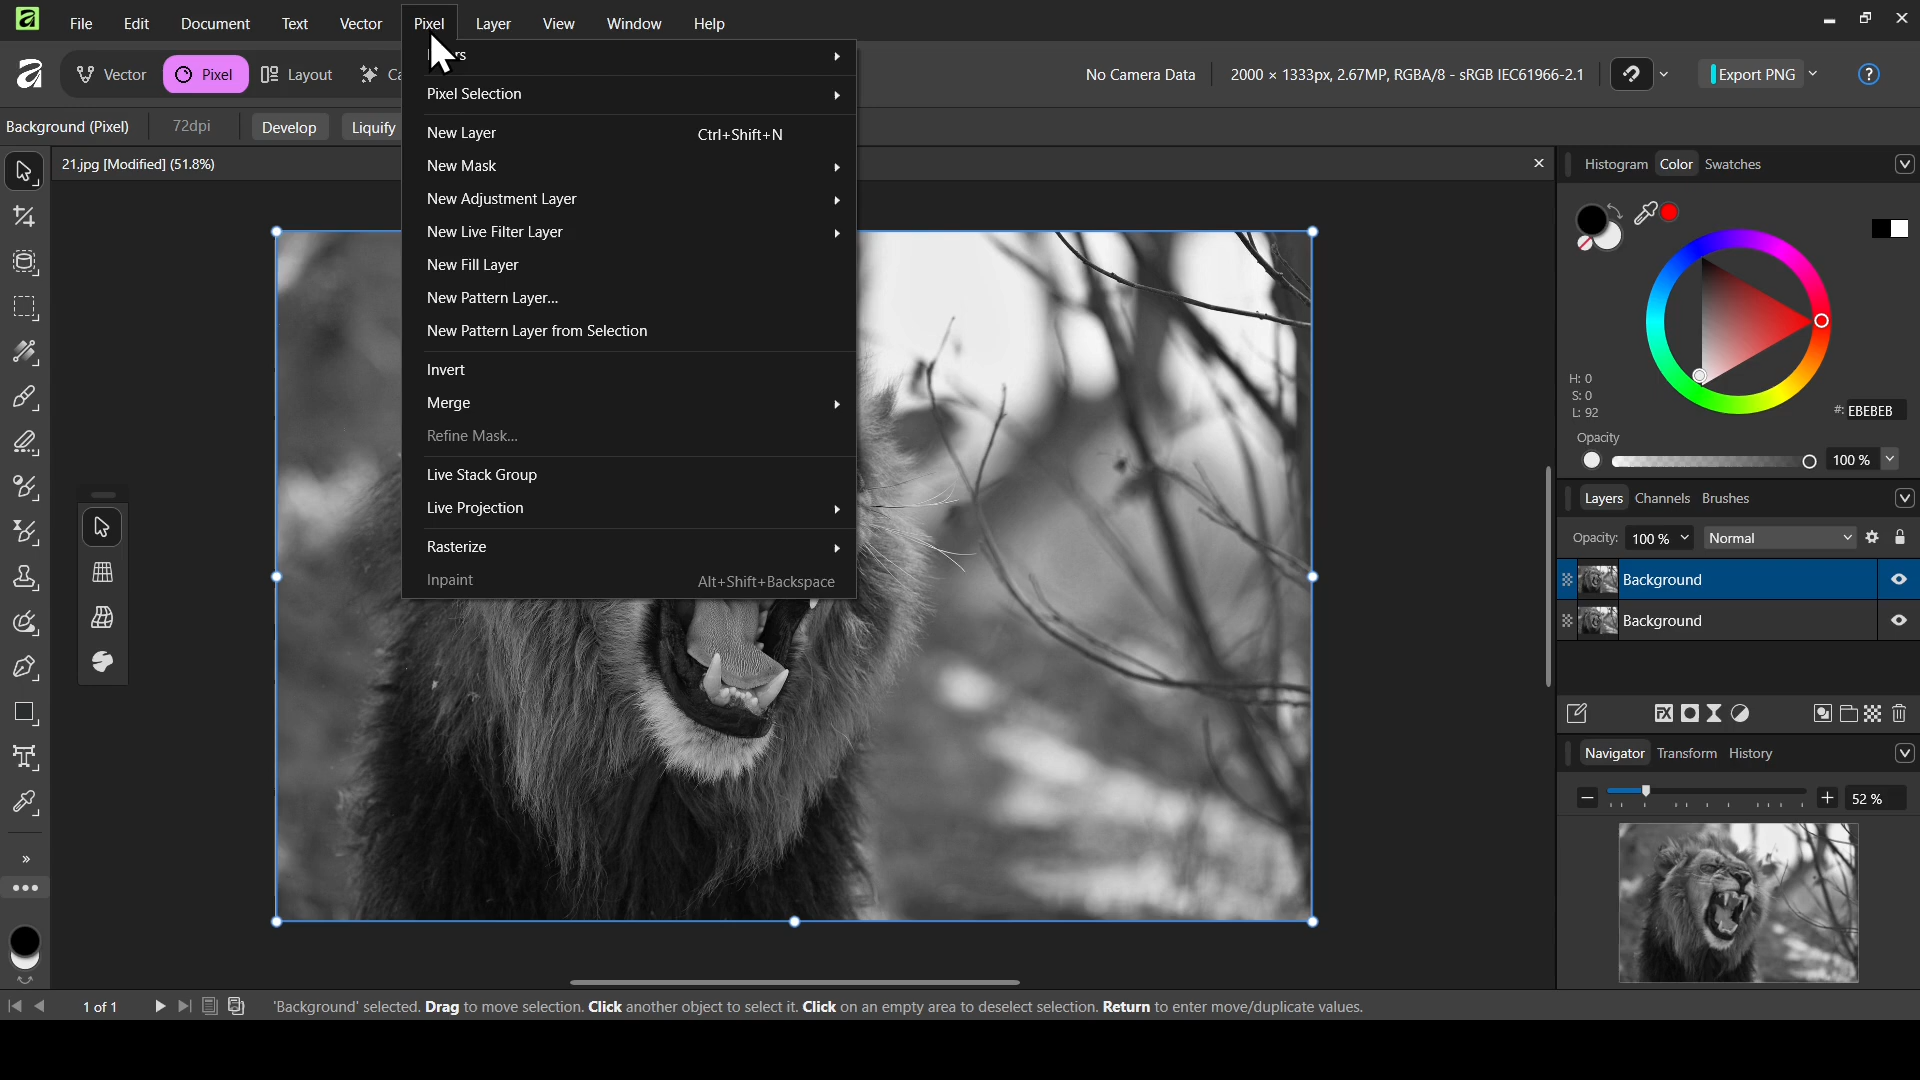 File Edit Document Text Vector Pixel Layer View Window Help
Vector Pixel Layout
No Camera Data 2000 × 1333px, 2.67MP, RGBA/8 - sRGB IEC61966-2.1 Export PNG ?
Background (Pixel) 72dpi Develop Liquify
21.jpg [Modified] (51.8%)
Pixel Selection
New Layer Ctrl+Shift+N
New Mask
New Adjustment Layer
New Live Filter Layer
New Fill Layer
New Pattern Layer...
New Pattern Layer from Selection
Invert
Merge
Refine Mask...
Live Stack Group
Live Projection
Rasterize
Inpaint Alt+Shift+Backspace
Histogram Color Swatches
H: 0
S: 0
L: 92
#: EBEBEB
Opacity
100 %
Layers Channels Brushes
Opacity: 100 % Normal
Background
Background
FX
Navigator Transform History
52 %
1 of 1
'Background' selected. Drag to move selection. Click another object to select it. Click on an empty area to deselect selection. Return to enter move/duplicate values.